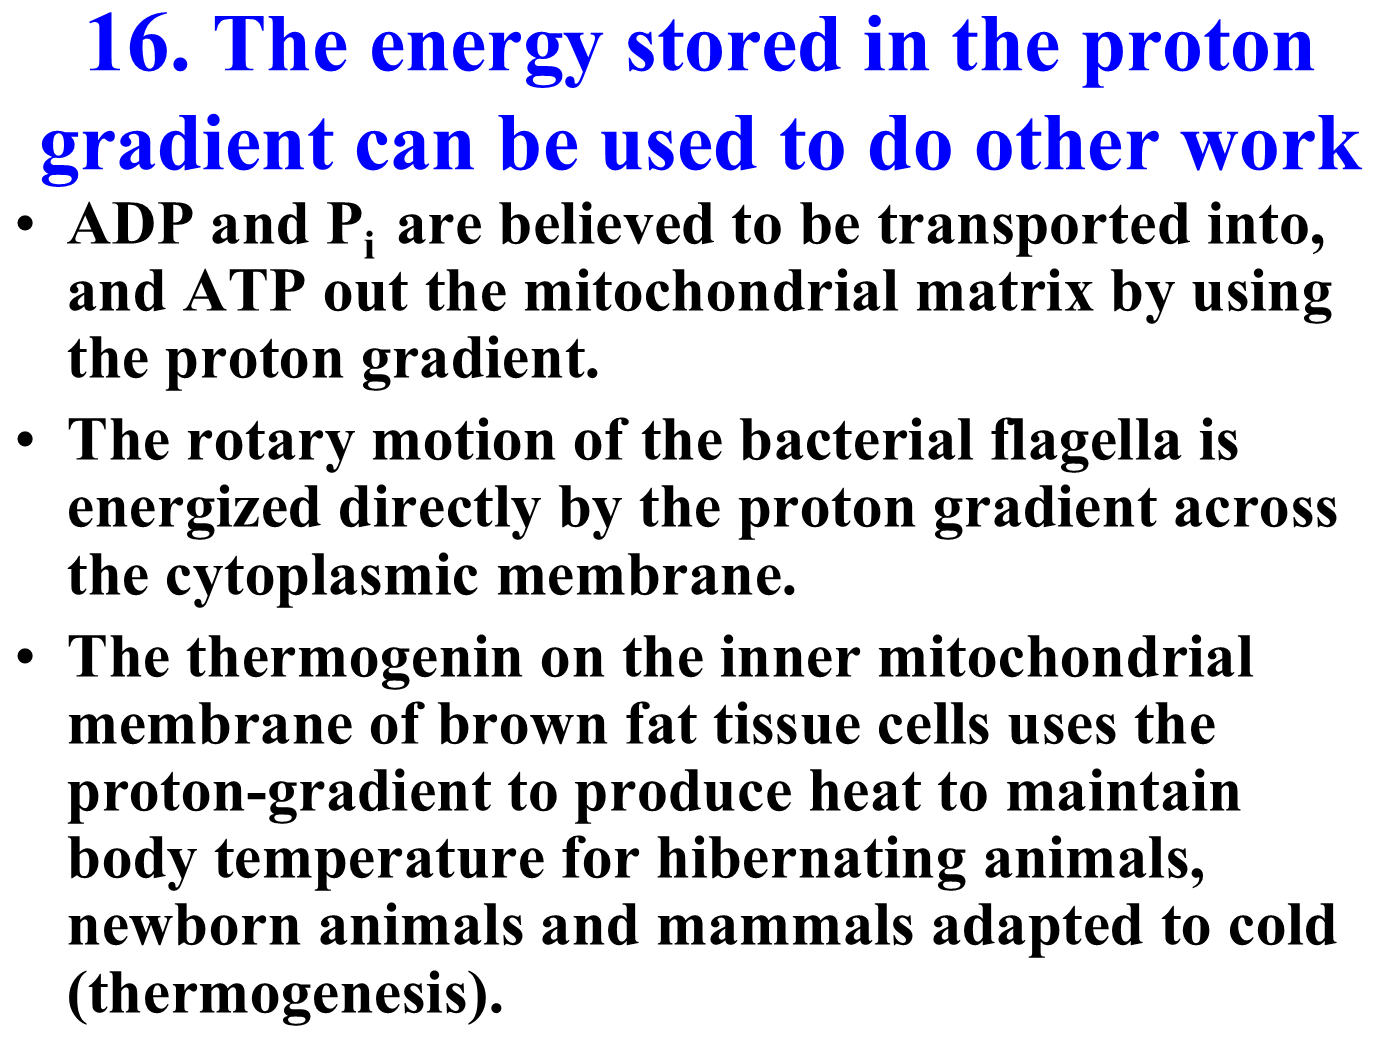 16. The energy stored in the proton
gradient can be used to do other work
• ADP and Pi are believed to be transported into,
and ATP out the mitochondrial matrix by using
the proton gradient.
• The rotary motion of the bacterial flagella is
energized directly by the proton gradient across
the cytoplasmic membrane.
• The thermogenin on the inner mitochondrial
membrane of brown fat tissue cells uses the
proton-gradient to produce heat to maintain
body temperature for hibernating animals,
newborn animals and mammals adapted to cold
(thermogenesis).